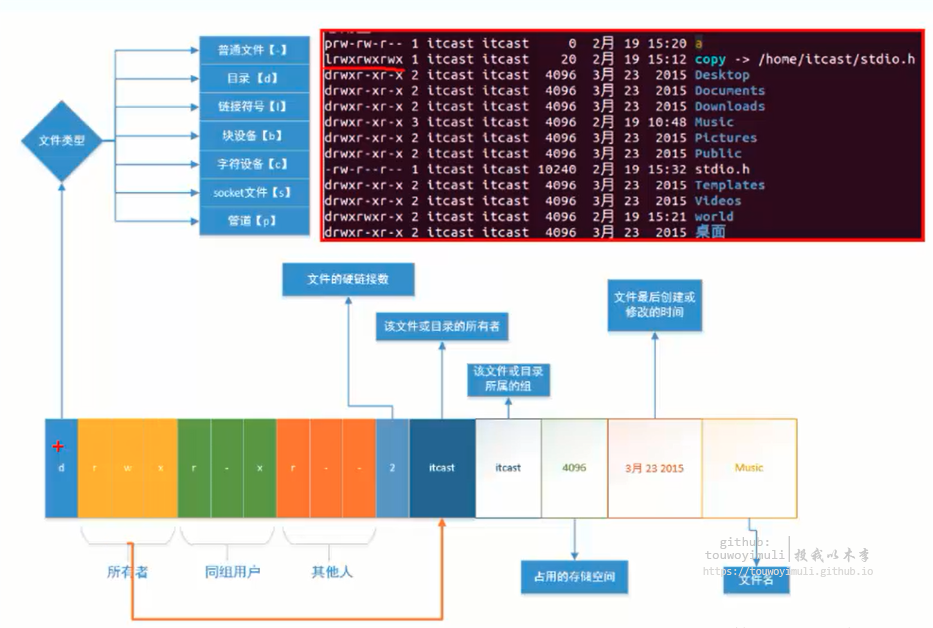 普通文件【-】
目录【d】
链接符号【l】
块设备【b】
字符设备【c】
socket文件【s】
管道【p】
文件类型
prw-rw-r-- 1 itcast itcast 0 2月 19 15:20 a
lrwxrwxrwx 1 itcast itcast 20 2月 19 15:12 copy -> /home/itcast/stdio.h
drwxr-xr-x 2 itcast itcast 4096 3月 23 2015 Desktop
drwxr-xr-x 2 itcast itcast 4096 3月 23 2015 Documents
drwxr-xr-x 2 itcast itcast 4096 3月 23 2015 Downloads
drwxr-xr-x 3 itcast itcast 4096 2月 19 10:48 Music
drwxr-xr-x 2 itcast itcast 4096 3月 23 2015 Pictures
drwxr-xr-x 2 itcast itcast 4096 3月 23 2015 Public
-rw-r--r-- 1 itcast itcast 10240 2月 19 15:32 stdio.h
drwxr-xr-x 2 itcast itcast 4096 3月 23 2015 Templates
drwxr-xr-x 2 itcast itcast 4096 3月 23 2015 Videos
drwxrwxr-x 2 itcast itcast 4096 2月 19 15:21 world
drwxr-xr-x 2 itcast itcast 4096 3月 23 2015 桌面
文件的硬链接数
该文件或目录的所有者
该文件或目录
所属的组
文件最后创建或
修改的时间
d r w x r - x r - - 2 itcast itcast 4096 3月 23 2015 Music
所有者
同组用户
其他人
占用的存储空间
文件名
github:
touwoyimuli
投我以木李
https://touwoyimuli.github.io